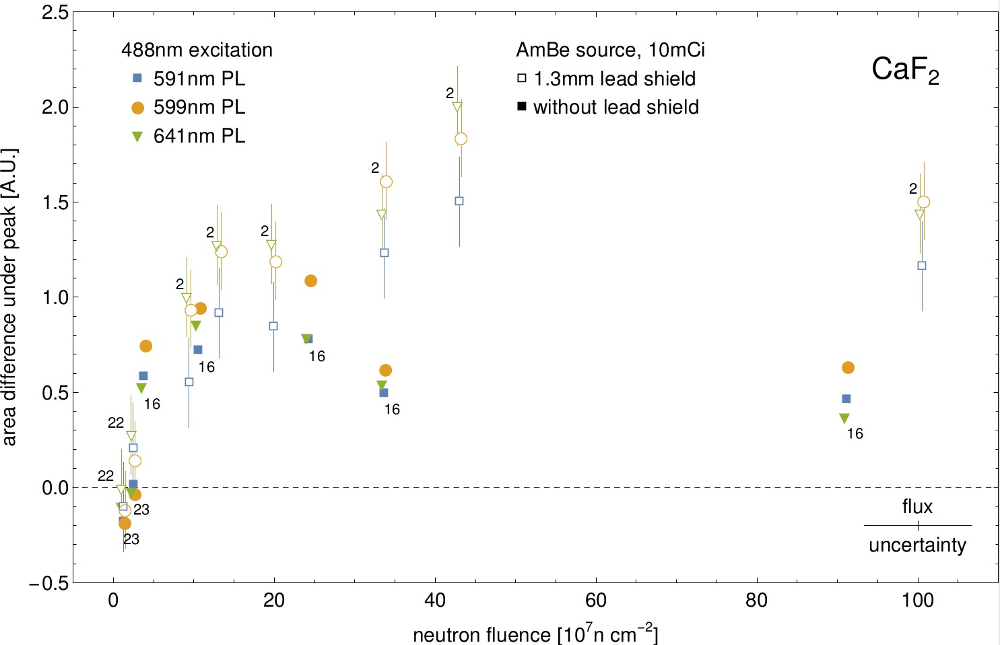 488nm excitation
591nm PL
599nm PL
641nm PL
AmBe source, 10mCi
1.3mm lead shield
without lead shield
CaF₂
area difference under peak [A.U.]
2.5
2.0
1.5
1.0
0.5
0.0
−0.5
2
2
2
2
2
2
16
16
16
16
16
22
22
23
23
flux
uncertainty
0
20
40
60
80
100
neutron fluence [10⁷n cm⁻²]